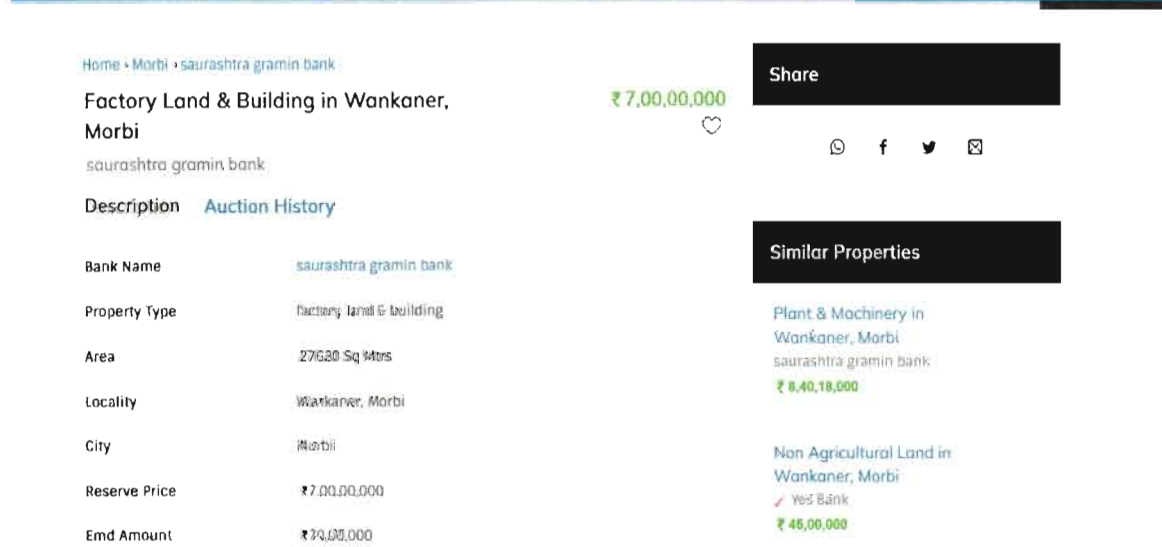 Home › Morbi › saurashtra gramin bank
Factory Land & Building in Wankaner,
Morbi
₹ 7,00,00,000
saurashtra gramin bank
Description Auction History
Bank Name saurashtra gramin bank
Property Type factory land & building
Area Sq Mtrs
Locality Wankaner, Morbi
City Morbi
Reserve Price ₹7,00,00,000
Emd Amount
Share
Similar Properties
Plant & Machinery in
Wankaner, Morbi
saurashtra gramin bank
₹ 8,40,18,000
Non Agricultural Land in
Wankaner, Morbi
Yes Bank
₹ 45,00,000